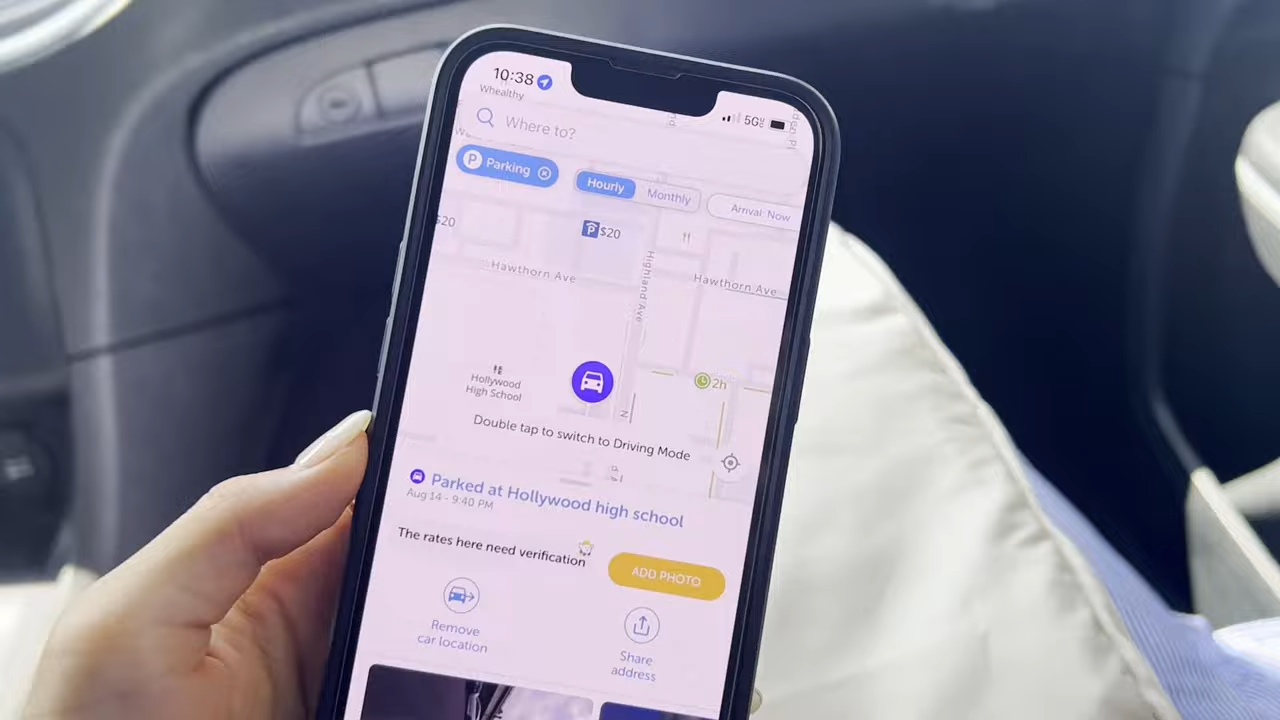 10:38
Whealthy
5G
Where to?
P Parking
Hourly
Monthly
Arrival: Now
$20
P $20
Hawthorn Ave
Highland Ave
Hawthorn Ave
Hollywood
High School
2h
N
Double tap to switch to Driving Mode
Parked at Hollywood high school
Aug 14 - 9:40 PM
The rates here need verification
ADD PHOTO
Remove
car location
Share
address